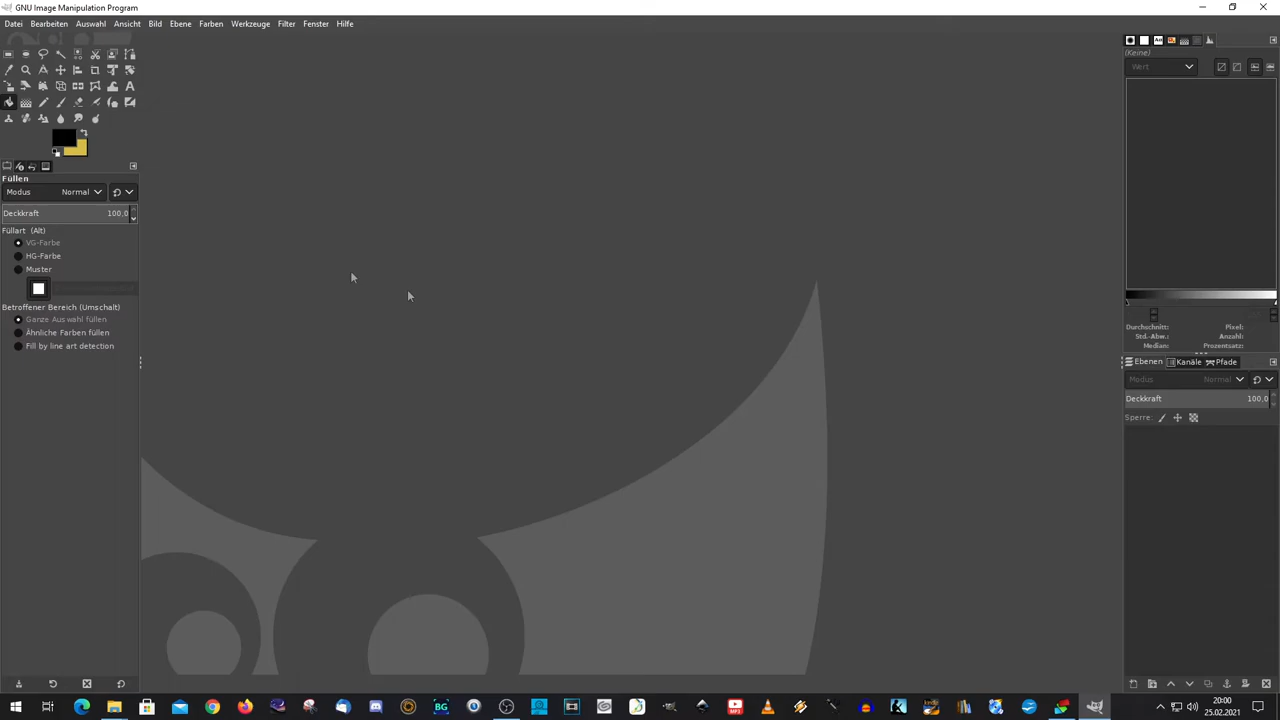 GNU Image Manipulation Program
Datei Bearbeiten Auswahl Ansicht Bild Ebene Farben Werkzeuge Filter Fenster Hilfe
(Keine)
Wert
Füllen
Modus Normal
Deckkraft 100,0
Füllart (Alt)
VG-Farbe
HG-Farbe
Muster
Betroffener Bereich (Umschalt)
Ganze Auswahl füllen
Ähnliche Farben füllen
Fill by line art detection
Durchschnitt: Pixel:
Std.-Abw.: Anzahl:
Median: Prozentsatz:
Ebenen Kanäle Pfade
Modus Normal
Deckkraft 100,0
Sperre:
BG
MP3
20:00
25.02.2021